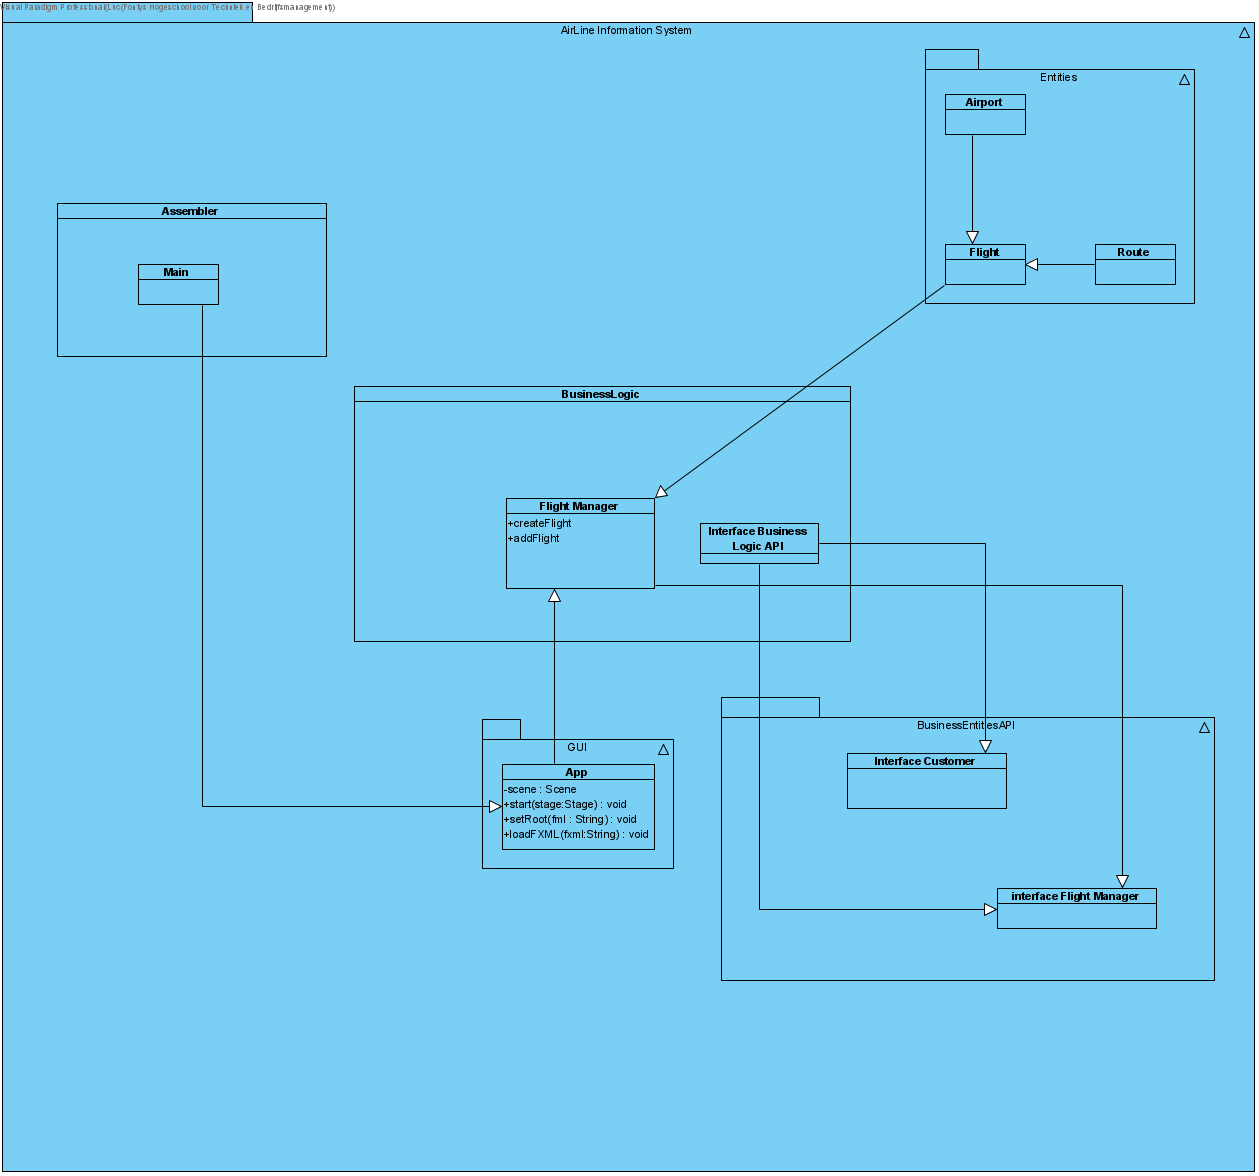 Visual Paradigm Professional(Luc(Fontys Hogeschool voor Techniek en Bedrijfsmanagement))
AirLine Information System
Entities
Airport
Flight
Route
Assembler
Main
BusinessLogic
Flight Manager
+createFlight
+addFlight
Interface Business
Logic API
GUI
App
-scene : Scene
+start(stage:Stage) : void
+setRoot(fml : String) : void
+loadFXML(fxml:String) : void
BusinessEntitiesAPI
Interface Customer
interface Flight Manager